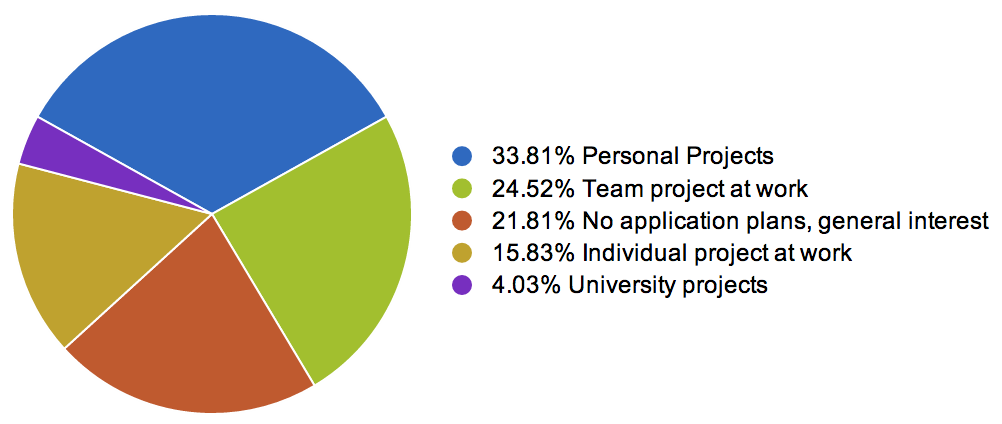 33.81% Personal Projects
24.52% Team project at work
21.81% No application plans, general interest
15.83% Individual project at work
4.03% University projects